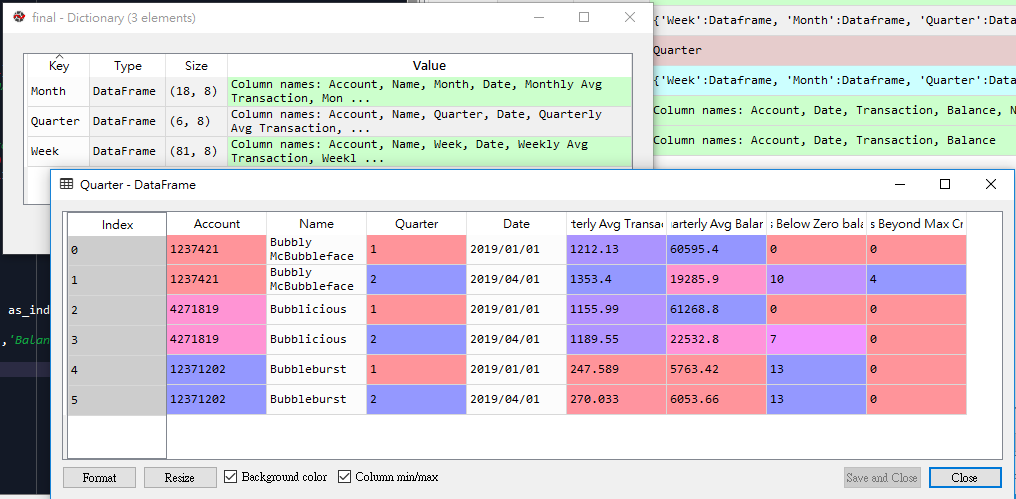 final - Dictionary (3 elements)
Key Type Size Value
Month DataFrame (18, 8) Column names: Account, Name, Month, Date, Monthly Avg
Transaction, Mon ...
Quarter DataFrame (6, 8) Column names: Account, Name, Quarter, Date, Quarterly
Avg Transaction, ...
Week DataFrame (81, 8) Column names: Account, Name, Week, Date, Weekly Avg
Transaction, Weekl ...
{'Week':Dataframe, 'Month':Dataframe, 'Quarter':Data
Quarter
{'Week':Dataframe, 'Month':Dataframe, 'Quarter':Data
Column names: Account, Date, Transaction, Balance, N
Column names: Account, Date, Transaction, Balance
as_ind
,'Balan
Quarter - DataFrame
Index Account Name Quarter Date terly Avg Transac arterly Avg Balar s Below Zero bala s Beyond Max Cr
0 1237421 Bubbly McBubbleface 1 2019/01/01 1212.13 60595.4 0 0
1 1237421 Bubbly McBubbleface 2 2019/04/01 1353.4 19285.9 10 4
2 4271819 Bubblicious 1 2019/01/01 1155.99 61268.8 0 0
3 4271819 Bubblicious 2 2019/04/01 1189.55 22532.8 7 0
4 12371202 Bubbleburst 1 2019/01/01 247.589 5763.42 13 0
5 12371202 Bubbleburst 2 2019/04/01 270.033 6053.66 13 0
Format Resize Background color Column min/max Save and Close Close